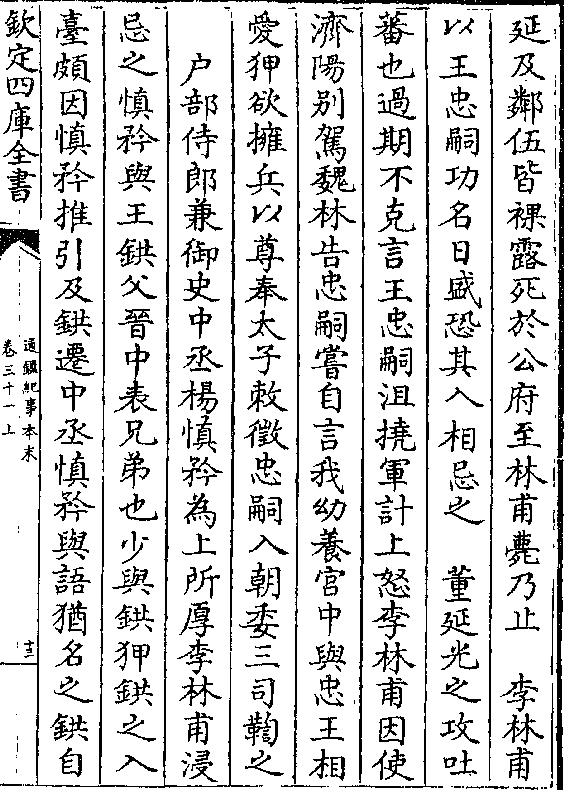 延及鄰伍皆裸露死於公府至林甫薨乃止　李林甫
以王忠嗣功名日盛恐其入相忌之　董延光之攻吐
蕃也過期不克言王忠嗣沮撓軍計上怒李林甫因使
濟陽别駕魏林告忠嗣嘗自言我幼養宫中與忠王相
愛狎欲擁兵以尊奉太子敕徵忠嗣入朝委三司鞫之
户部侍郎兼御史中丞楊慎矜為上所厚李林甫浸
忌之慎矜與王鉷父晉中表兄弟也少與鉷狎鉷之入
臺頗因慎矜推引及鉷遷中丞慎矜與語猶名之鉷自
欽定四庫全書
通鑑紀事本末
卷三十一上
十三